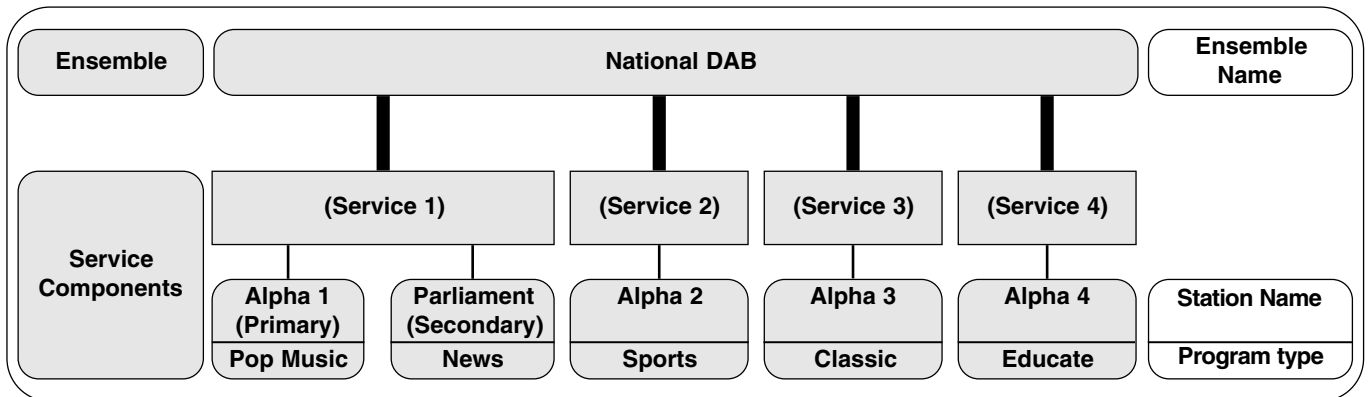 Ensemble
National DAB
Ensemble
Name
Service
Components
(Service 1)
(Service 2)
(Service 3)
(Service 4)
Alpha 1
(Primary)
Pop Music
Parliament
(Secondary)
News
Alpha 2
Sports
Alpha 3
Classic
Alpha 4
Educate
Station Name
Program type